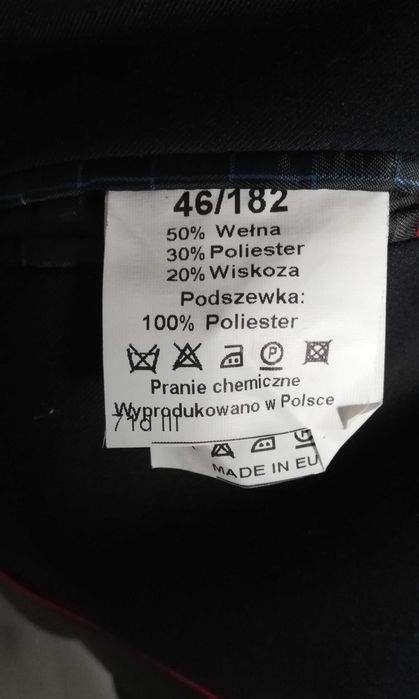 46/182
50% Wełna
30% Poliester
20% Wiskoza
Podszewka:
100% Poliester
P
Pranie chemiczne
Wyprodukowano w Polsce
MADE IN EU